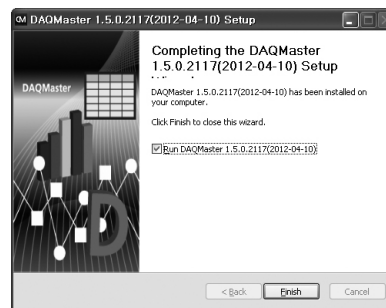 DAQMaster 1.5.0.2117(2012-04-10) Setup
DAQMaster
Completing the DAQMaster
1.5.0.2117(2012-04-10) Setup
DAQMaster 1.5.0.2117(2012-04-10) has been installed on
your computer.
Click Finish to close this wizard.
Run DAQMaster 1.5.0.2117(2012-04-10)
< Back
Finish
Cancel